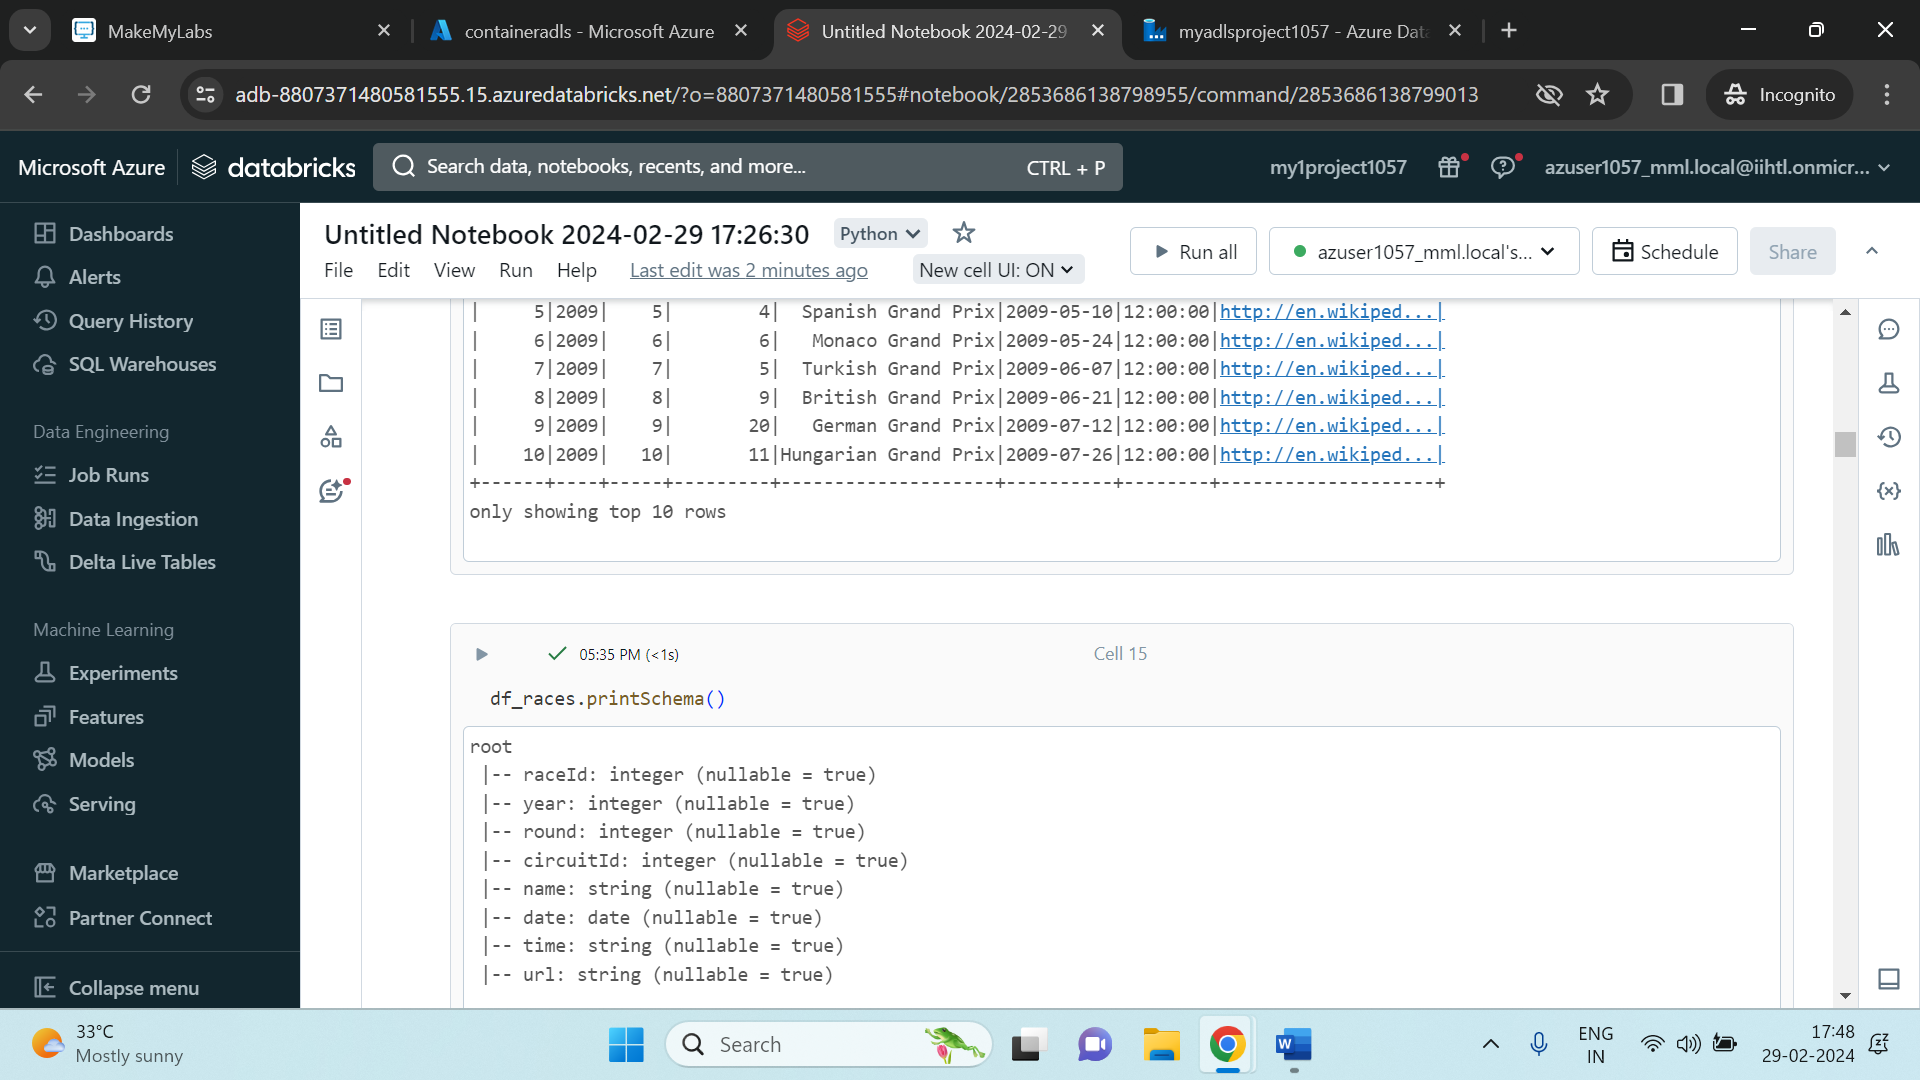 MakeMyLabs
containeradls - Microsoft Azure
Untitled Notebook 2024-02-29
myadlsproject1057 - Azure Data
adb-8807371480581555.15.azuredatabricks.net/?o=8807371480581555#notebook/2853686138798955/command/2853686138799013
Incognito
Microsoft Azure
databricks
Search data, notebooks, recents, and more...
CTRL + P
my1project1057
azuser1057_mml.local@iihtl.onmicr...
Dashboards
Alerts
Query History
SQL Warehouses
Data Engineering
Job Runs
Data Ingestion
Delta Live Tables
Machine Learning
Experiments
Features
Models
Serving
Marketplace
Partner Connect
Collapse menu
Untitled Notebook 2024-02-29 17:26:30
Python
File Edit View Run Help
Last edit was 2 minutes ago
New cell UI: ON
Run all
azuser1057_mml.local's...
Schedule
Share
|     5|2009|    5|        4|  Spanish Grand Prix|2009-05-10|12:00:00|http://en.wikiped...|
|     6|2009|    6|        6|   Monaco Grand Prix|2009-05-24|12:00:00|http://en.wikiped...|
|     7|2009|    7|        5|  Turkish Grand Prix|2009-06-07|12:00:00|http://en.wikiped...|
|     8|2009|    8|        9|  British Grand Prix|2009-06-21|12:00:00|http://en.wikiped...|
|     9|2009|    9|       20|   German Grand Prix|2009-07-12|12:00:00|http://en.wikiped...|
|    10|2009|   10|       11|Hungarian Grand Prix|2009-07-26|12:00:00|http://en.wikiped...|
+------+----+-----+---------+--------------------+----------+--------+--------------------+
only showing top 10 rows
05:35 PM (<1s)
Cell 15
df_races.printSchema()
root
|-- raceId: integer (nullable = true)
|-- year: integer (nullable = true)
|-- round: integer (nullable = true)
|-- circuitId: integer (nullable = true)
|-- name: string (nullable = true)
|-- date: date (nullable = true)
|-- time: string (nullable = true)
|-- url: string (nullable = true)
33°C
Mostly sunny
Search
ENG
IN
17:48
29-02-2024